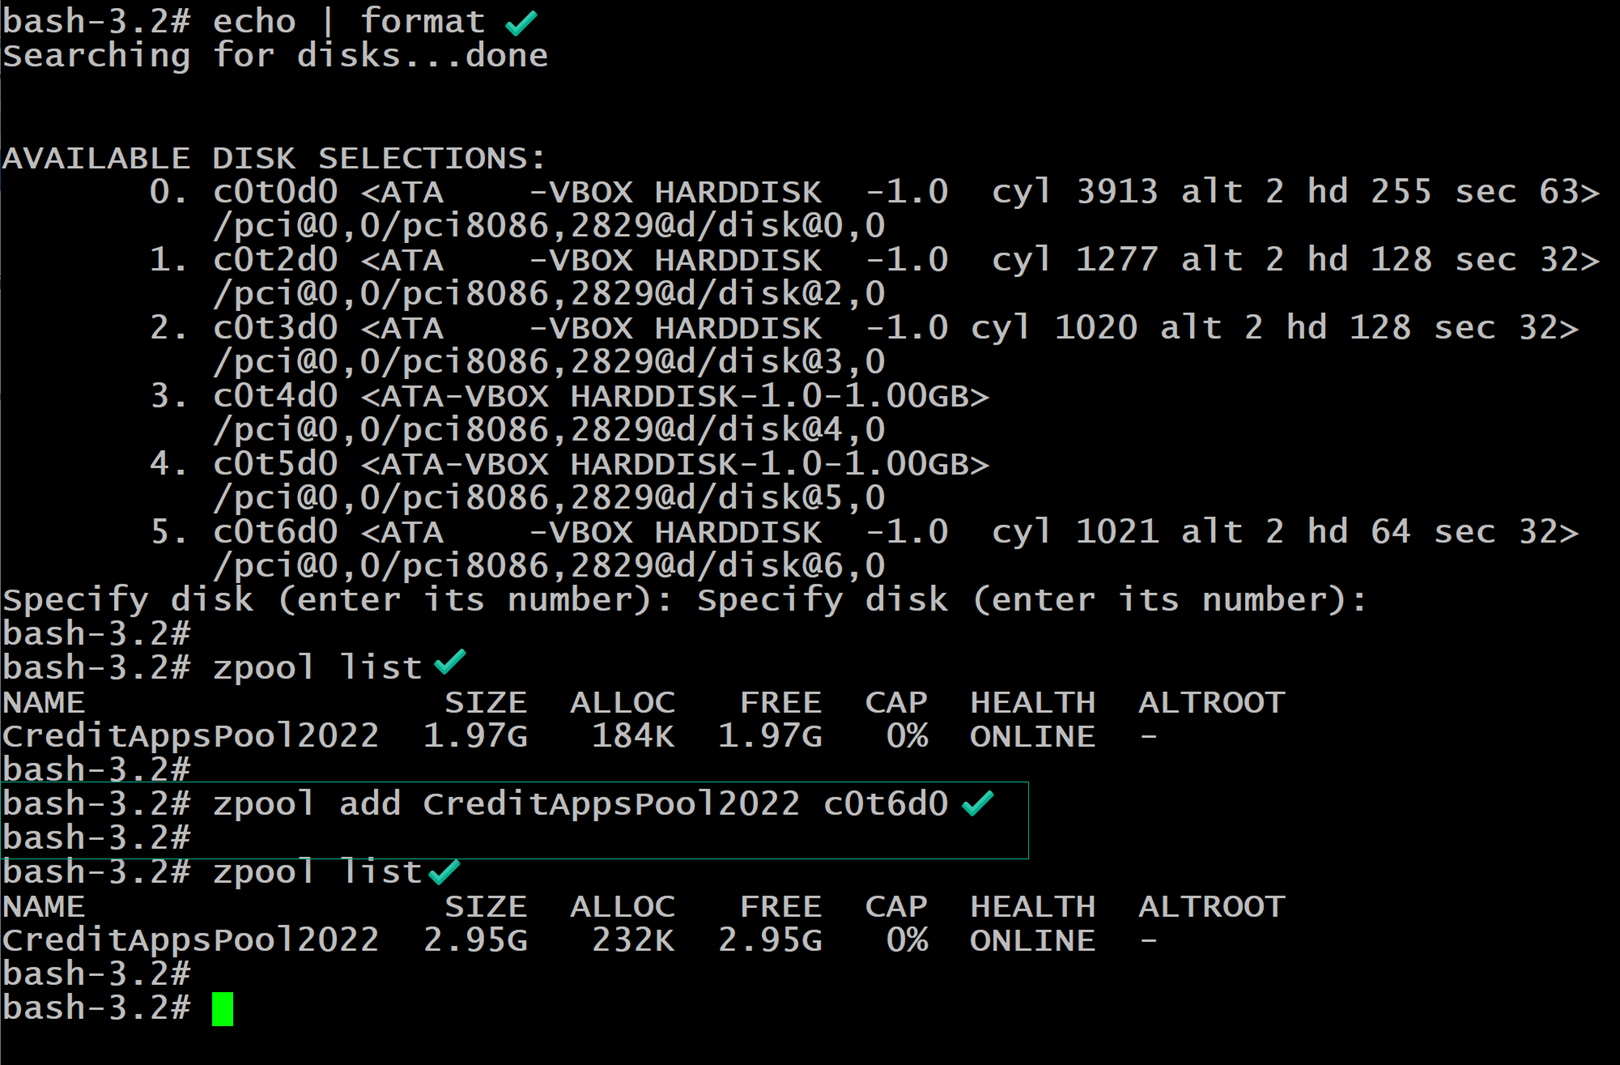 bash-3.2# echo | format
Searching for disks...done
AVAILABLE DISK SELECTIONS:
0. c0t0d0 <ATA    -VBOX HARDDISK  -1.0  cyl 3913 alt 2 hd 255 sec 63>
/pci@0,0/pci8086,2829@d/disk@0,0
1. c0t2d0 <ATA    -VBOX HARDDISK  -1.0  cyl 1277 alt 2 hd 128 sec 32>
/pci@0,0/pci8086,2829@d/disk@2,0
2. c0t3d0 <ATA    -VBOX HARDDISK  -1.0 cyl 1020 alt 2 hd 128 sec 32>
/pci@0,0/pci8086,2829@d/disk@3,0
3. c0t4d0 <ATA-VBOX HARDDISK-1.0-1.00GB>
/pci@0,0/pci8086,2829@d/disk@4,0
4. c0t5d0 <ATA-VBOX HARDDISK-1.0-1.00GB>
/pci@0,0/pci8086,2829@d/disk@5,0
5. c0t6d0 <ATA    -VBOX HARDDISK  -1.0  cyl 1021 alt 2 hd 64 sec 32>
/pci@0,0/pci8086,2829@d/disk@6,0
Specify disk (enter its number): Specify disk (enter its number):
bash-3.2#
bash-3.2# zpool list
NAME                 SIZE  ALLOC   FREE  CAP  HEALTH  ALTROOT
CreditAppsPool2022  1.97G   184K  1.97G   0%  ONLINE  -
bash-3.2#
bash-3.2# zpool add CreditAppsPool2022 c0t6d0
bash-3.2#
bash-3.2# zpool list
NAME                 SIZE  ALLOC   FREE  CAP  HEALTH  ALTROOT
CreditAppsPool2022  2.95G   232K  2.95G   0%  ONLINE  -
bash-3.2#
bash-3.2#